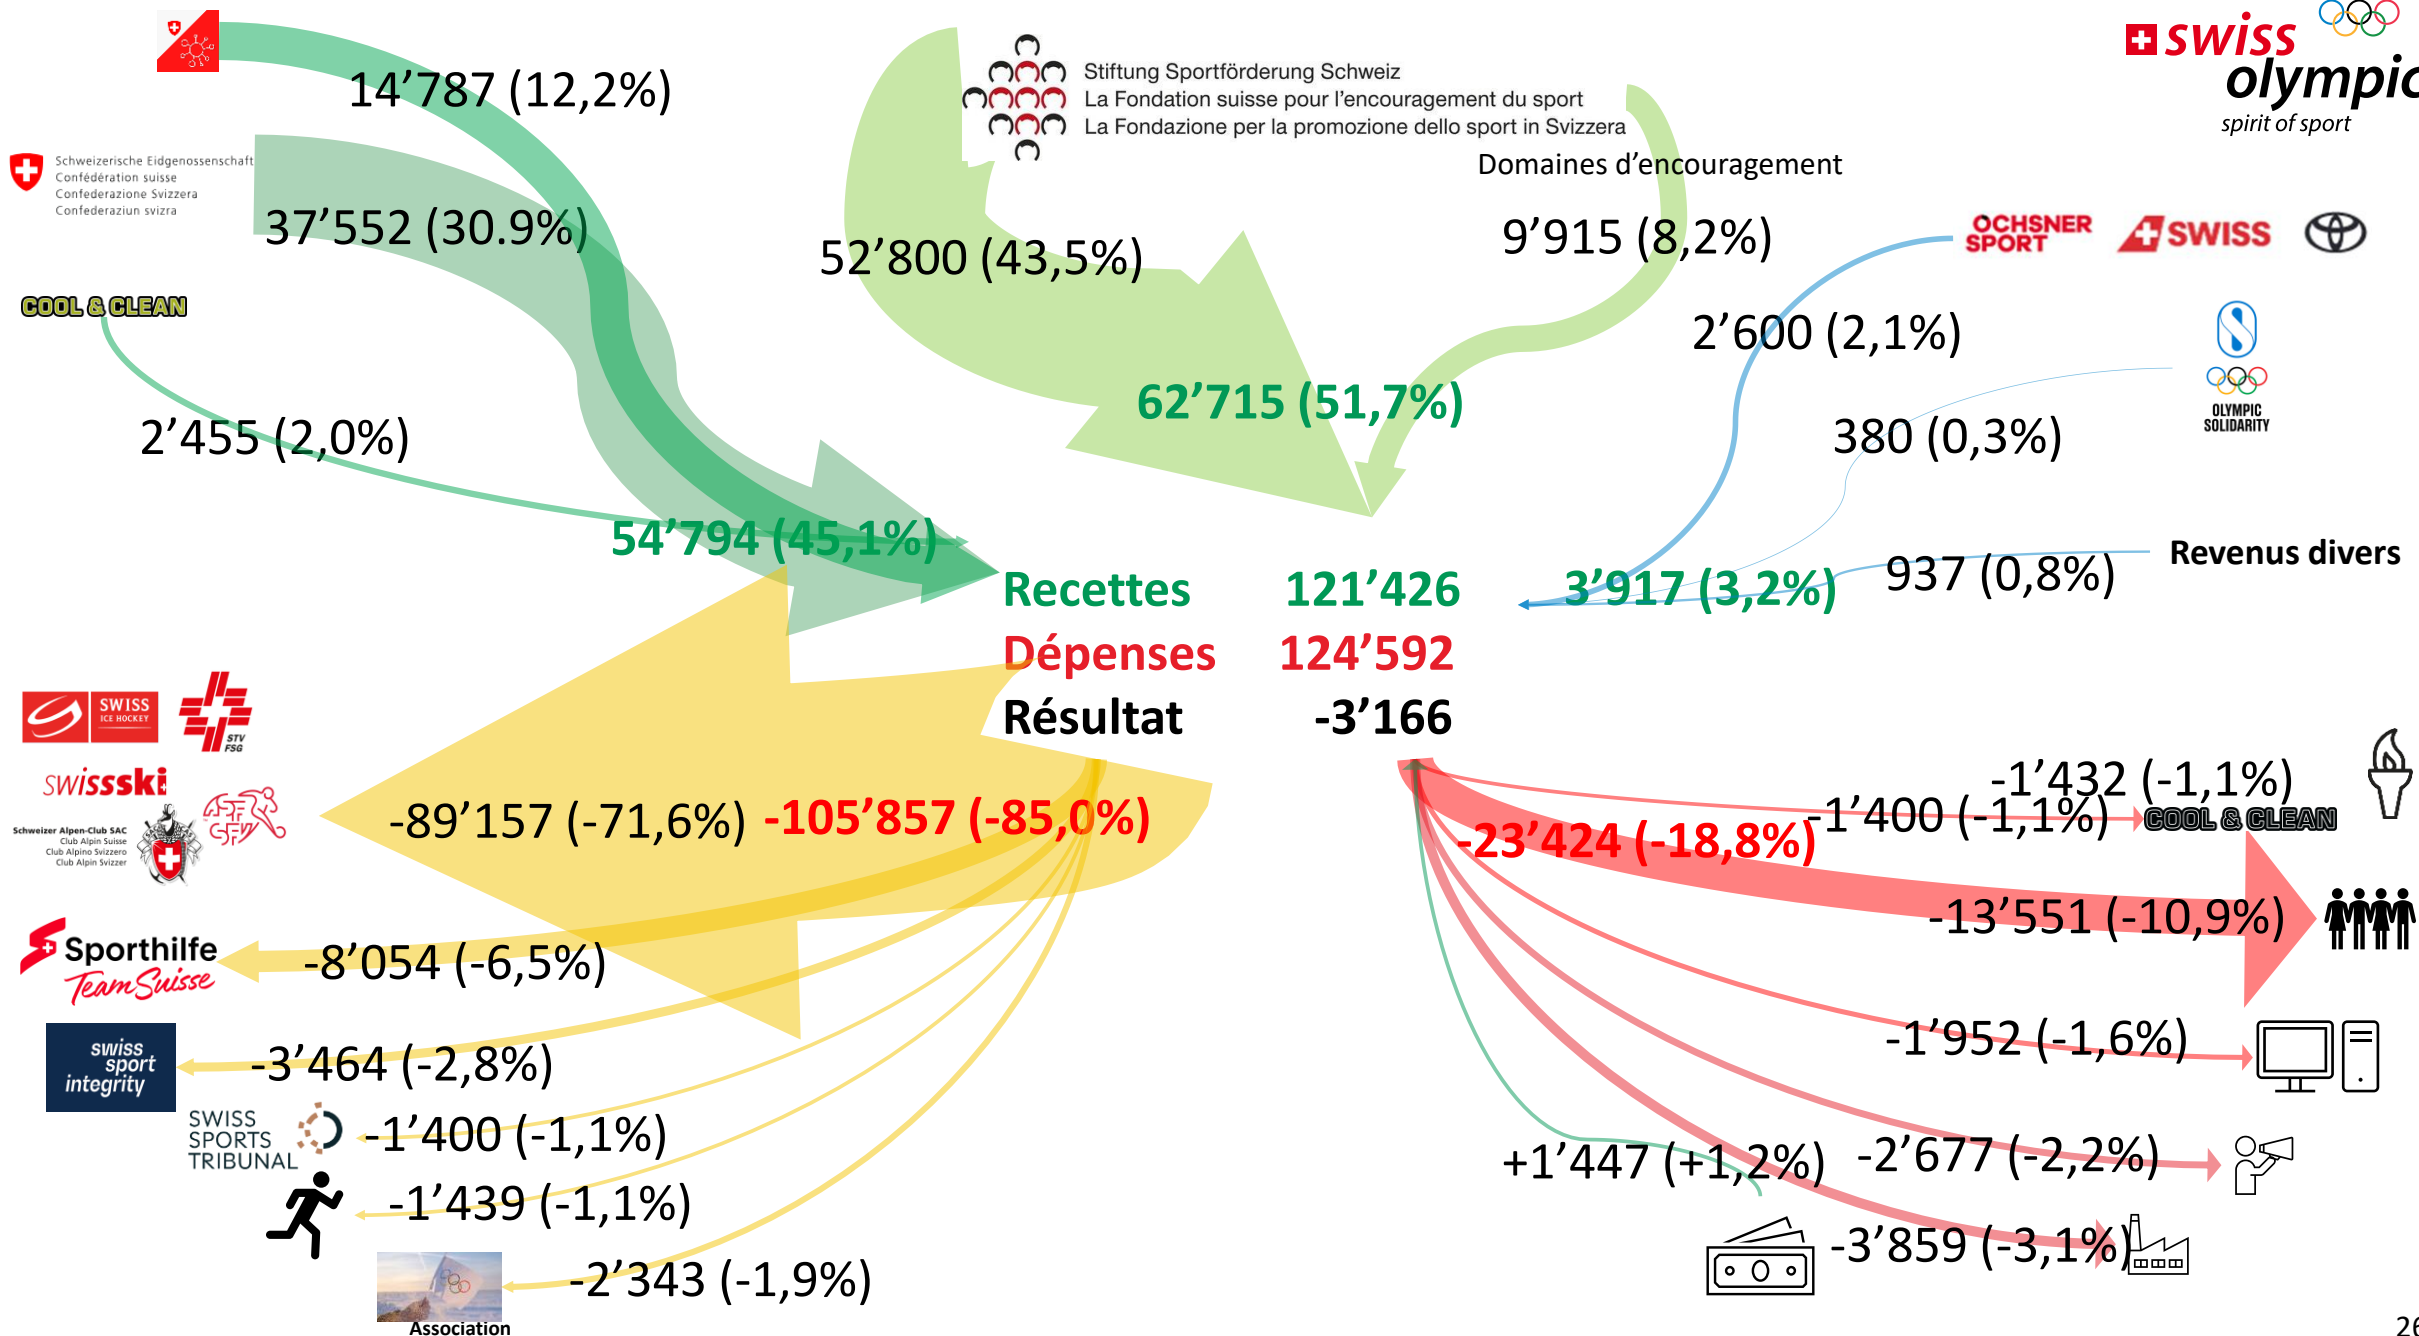 swiss
olympic
spirit of sport
14’787 (12,2%)
Stiftung Sportförderung Schweiz
La Fondation suisse pour l'encouragement du sport
La Fondazione per la promozione dello sport in Svizzera
Domaines d’encouragement
Schweizerische Eidgenossenschaft
Confédération suisse
Confederazione Svizzera
Confederaziun svizra
37’552 (30.9%)
52’800 (43,5%)
9’915 (8,2%)
OCHSNER
SPORT
SWISS
COOL & CLEAN
2’600 (2,1%)
62’715 (51,7%)
OLYMPIC
SOLIDARITY
2’455 (2,0%)
380 (0,3%)
54’794 (45,1%)
Revenus divers
937 (0,8%)
Recettes 121’426
3’917 (3,2%)
Dépenses 124’592
Résultat -3’166
SWISS
ICE HOCKEY
STV
FSG
swissski
ASF
SFV
Schweizer Alpen-Club SAC
Club Alpin Suisse
Club Alpino Svizzero
Club Alpin Svizzer
-89’157 (-71,6%)
-105’857 (-85,0%)
-23’424 (-18,8%)
-1’432 (-1,1%)
-1’400 (-1,1%)
COOL & CLEAN
-13’551 (-10,9%)
Sporthilfe
Team Suisse
-8’054 (-6,5%)
swiss
sport
integrity
-3’464 (-2,8%)
-1’952 (-1,6%)
SWISS
SPORTS
TRIBUNAL
-1’400 (-1,1%)
+1’447 (+1,2%)
-2’677 (-2,2%)
-1’439 (-1,1%)
-3’859 (-3,1%)
-2’343 (-1,9%)
Association
26